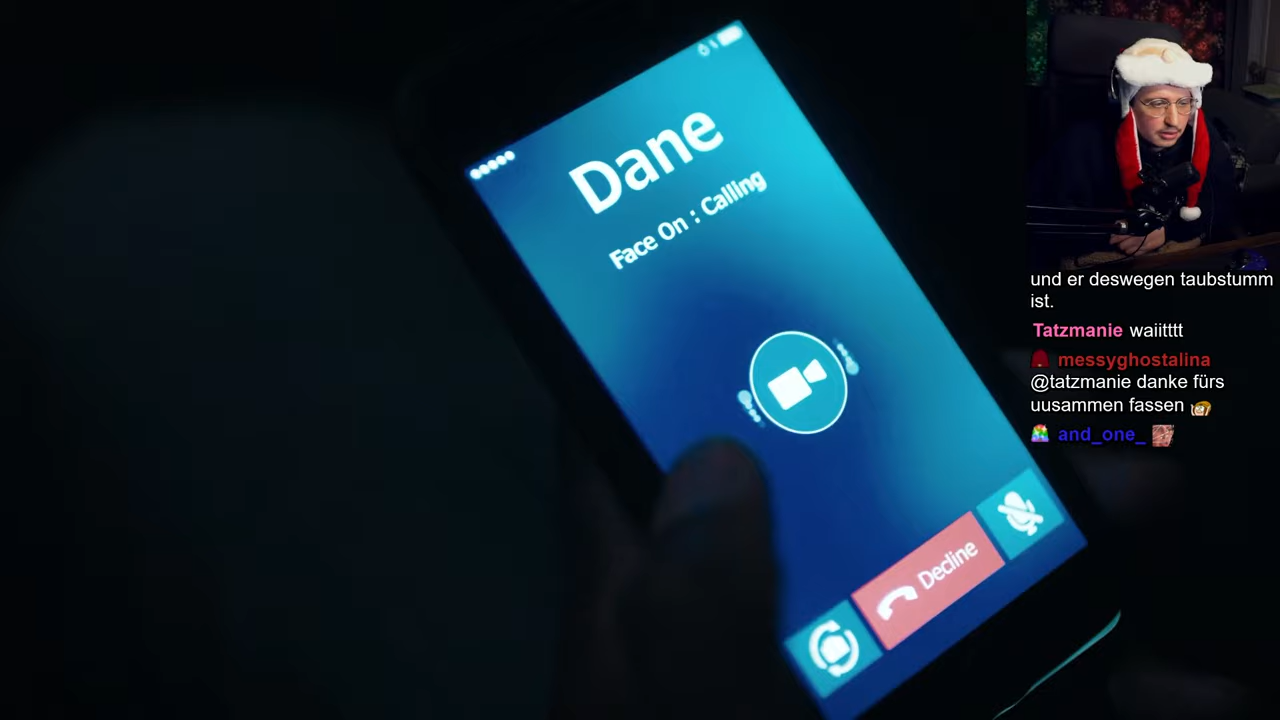 Dane
Face On : Calling
Decline
und er deswegen taubstumm
ist.
Tatzmanie waiitttt
messyghostalina
@tatzmanie danke fürs
uusammen fassen
and_one_